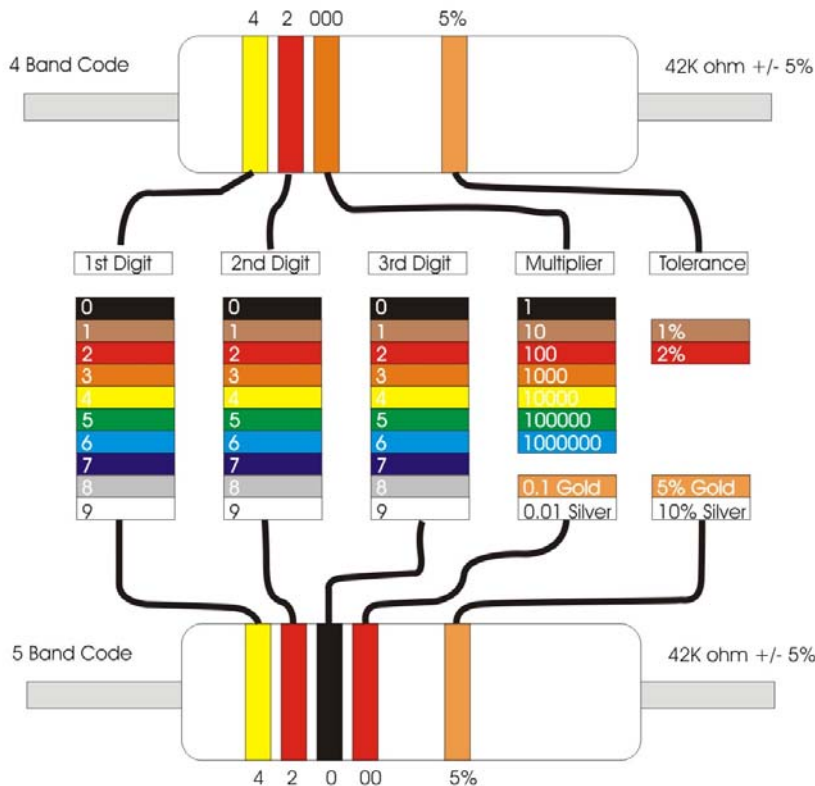 4 2 000 5%
4 Band Code 42K ohm +/- 5%
1st Digit 2nd Digit 3rd Digit Multiplier Tolerance
0 0 0 1
1 1 1 10 1%
2 2 2 100 2%
3 3 3 1000
4 4 4 10000
5 5 5 100000
6 6 6 1000000
7 7 7
8 8 8 0.1 Gold 5% Gold
9 9 9 0.01 Silver 10% Silver
5 Band Code 42K ohm +/- 5%
4 2 0 00 5%